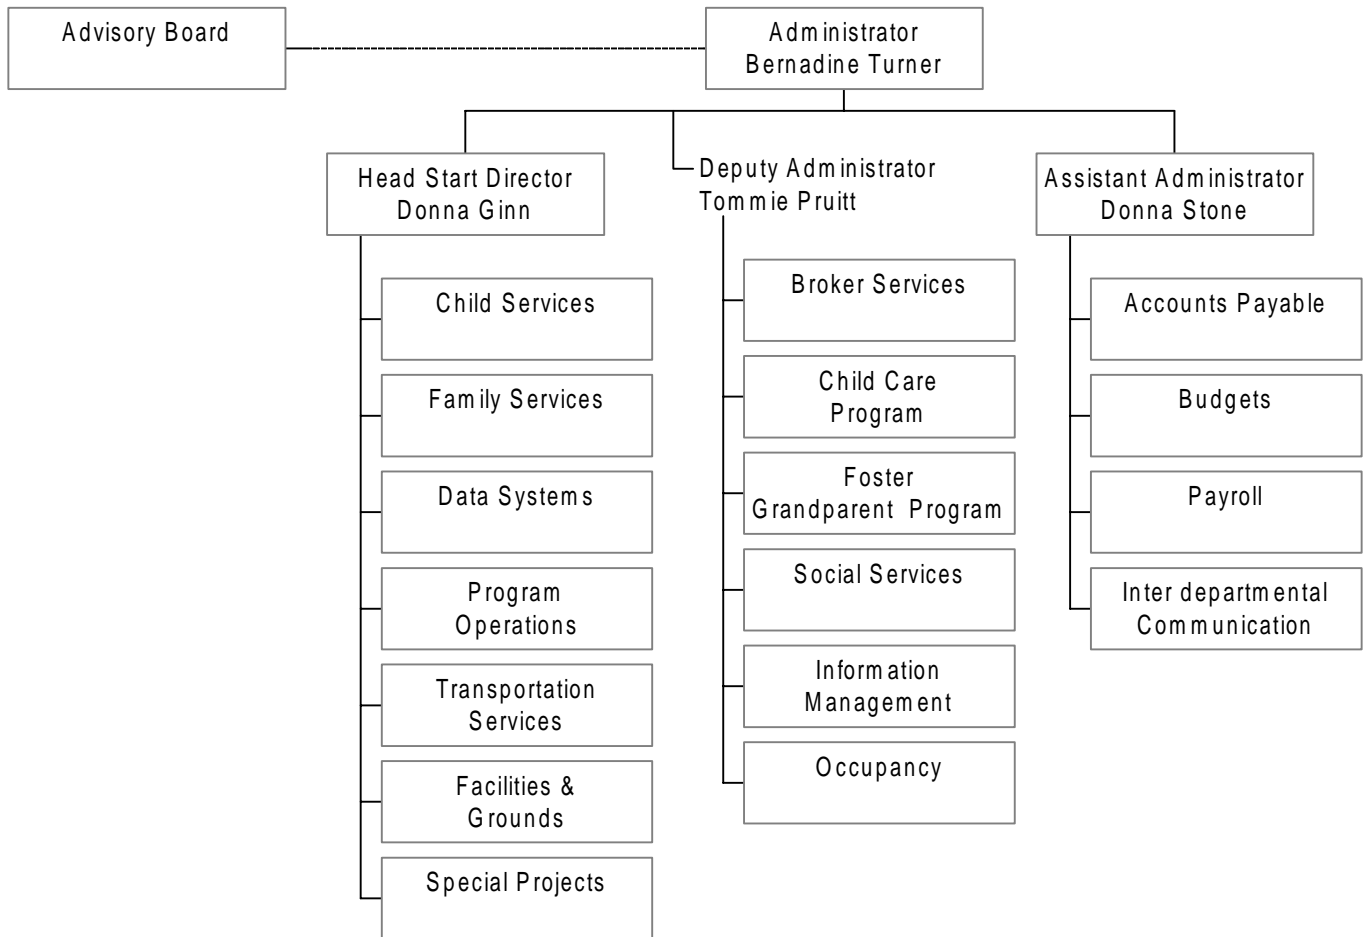 Advisory Board
Administrator
Bernadine Turner
Head Start Director
Donna Ginn
Deputy Administrator
Tommie Pruitt
Assistant Administrator
Donna Stone
Child Services
Family Services
Data Systems
Program
Operations
Transportation
Services
Facilities &
Grounds
Special Projects
Broker Services
Child Care
Program
Foster
Grandparent Program
Social Services
Information
Management
Occupancy
Accounts Payable
Budgets
Payroll
Inter departmental
Communication